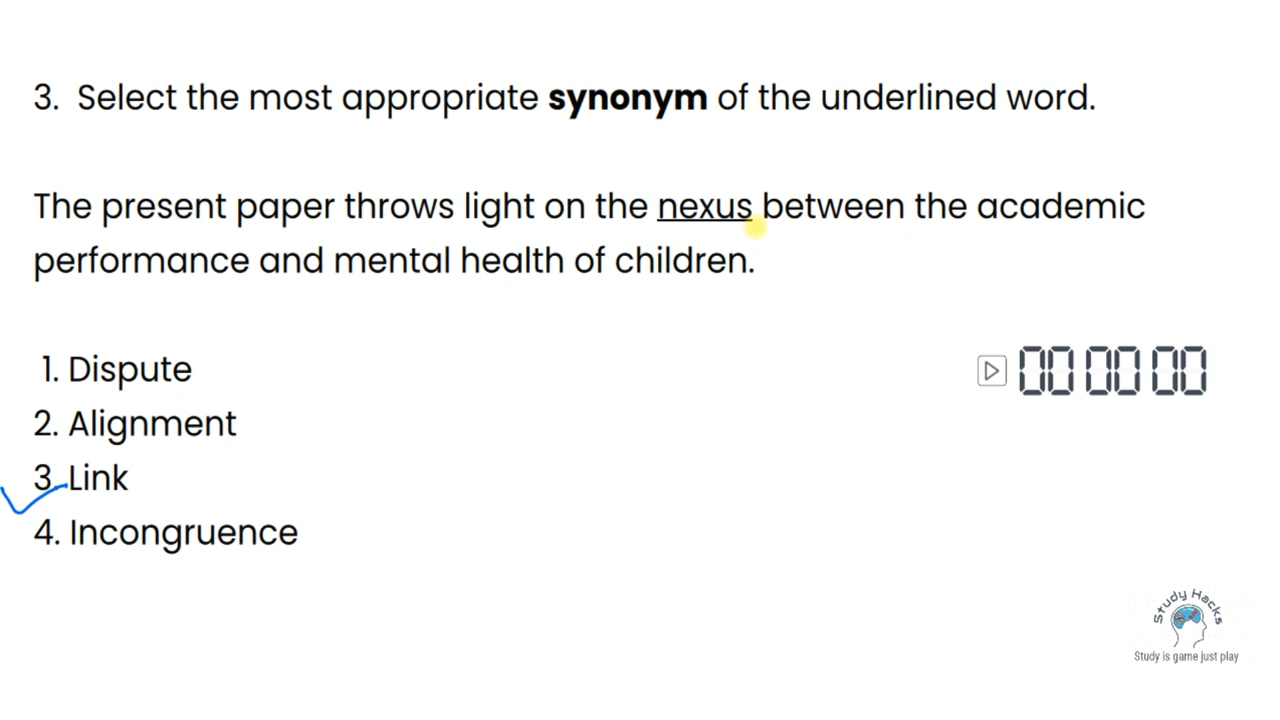 3. Select the most appropriate synonym of the underlined word.
The present paper throws light on the nexus between the academic
performance and mental health of children.
1. Dispute
2. Alignment
3. Link
4. Incongruence
00 00 00
Study Hacks
Study is game just play